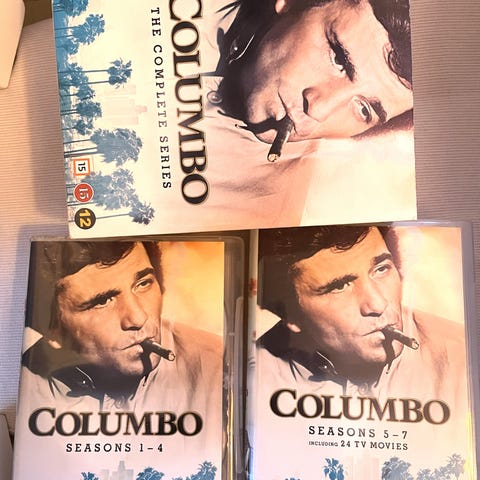 COLUMBO
THE COMPLETE SERIES
15
15
12
COLUMBO
SEASONS 1-4
COLUMBO
SEASONS 5-7
INCLUDING 24 TV MOVIES